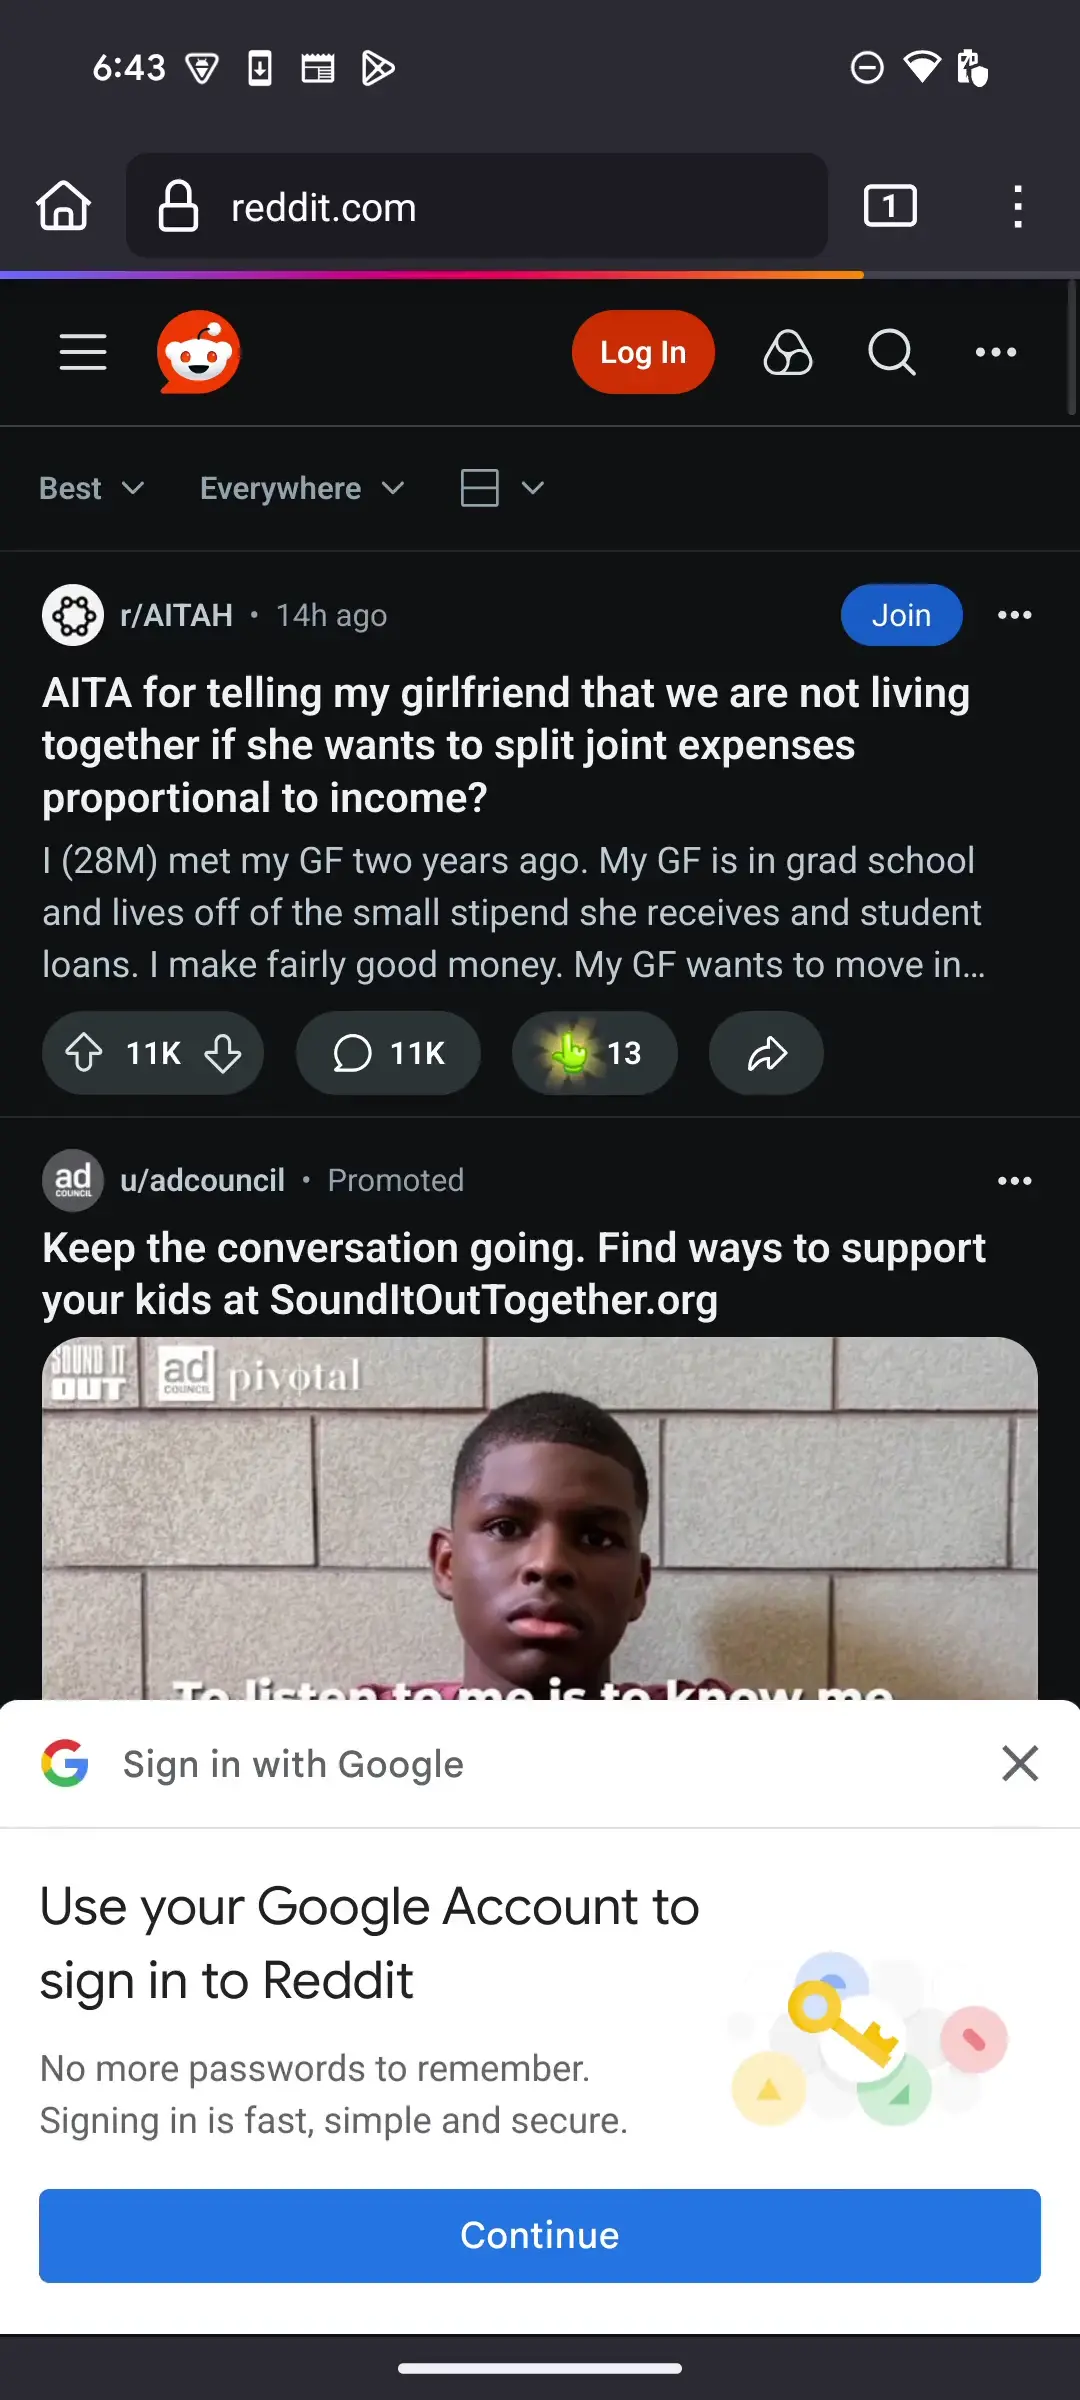 6:43
reddit.com
1
Log In
Best
Everywhere
r/AITAH • 14h ago
Join
AITA for telling my girlfriend that we are not living
together if she wants to split joint expenses
proportional to income?
I (28M) met my GF two years ago. My GF is in grad school
and lives off of the small stipend she receives and student
loans. I make fairly good money. My GF wants to move in...
11K
11K
13
ad
COUNCIL
u/adcouncil • Promoted
Keep the conversation going. Find ways to support
your kids at SoundItOutTogether.org
SOUND IT
OUT
ad
COUNCIL
pivotal
To listen to me is to know me
Sign in with Google
Use your Google Account to
sign in to Reddit
No more passwords to remember.
Signing in is fast, simple and secure.
Continue